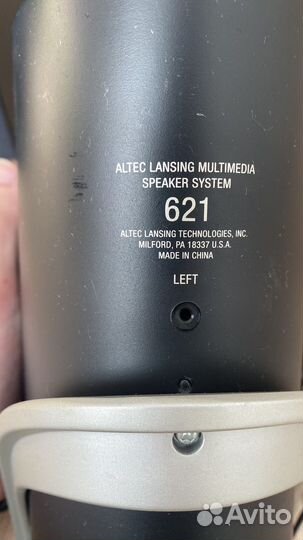 ALTEC LANSING MULTIMEDIA
SPEAKER SYSTEM
621
ALTEC LANSING TECHNOLOGIES, INC.
MILFORD, PA 18337 U.S.A.
MADE IN CHINA
LEFT
Avito